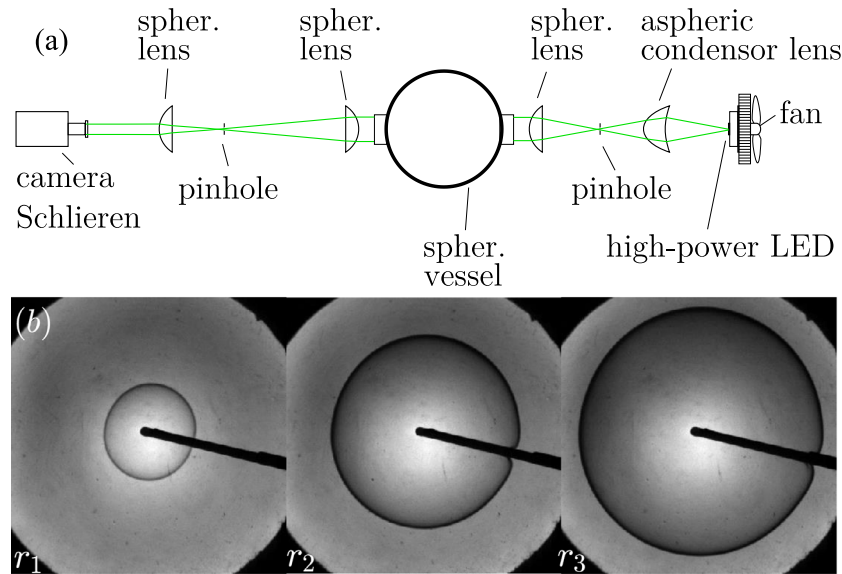 (a)
spher.
lens
spher.
lens
spher.
lens
aspheric
condensor lens
fan
camera
Schlieren
pinhole
spher.
vessel
pinhole
high-power LED
(b)
r1
r2
r3